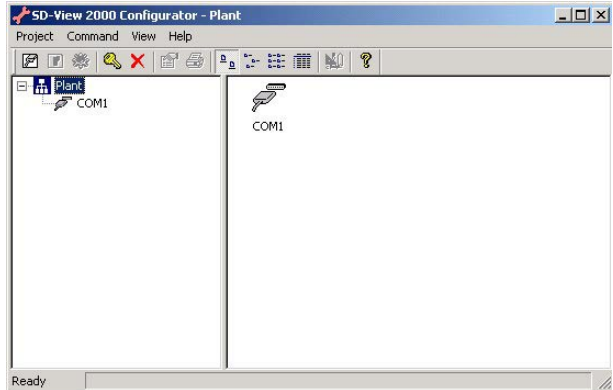 SD-View 2000 Configurator - Plant
Project Command View Help
Plant
COM1
COM1
Ready